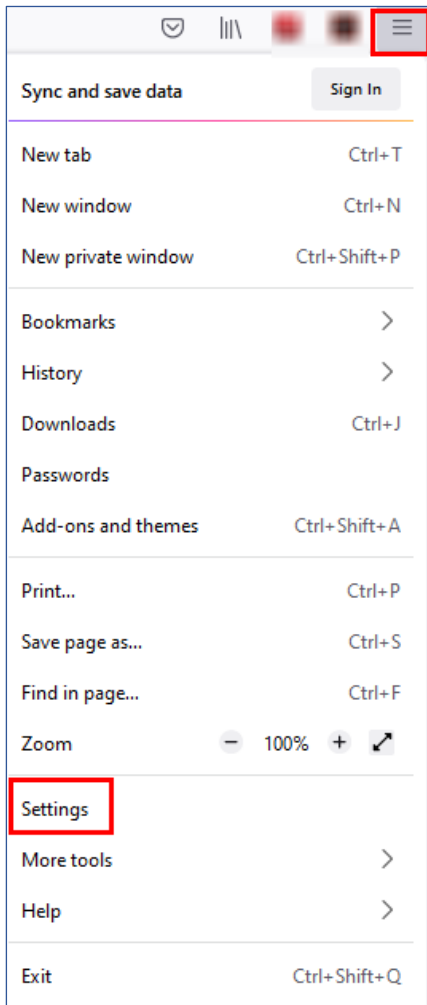 Sync and save data Sign In
New tab Ctrl+T
New window Ctrl+N
New private window Ctrl+Shift+P
Bookmarks
History
Downloads Ctrl+J
Passwords
Add-ons and themes Ctrl+Shift+A
Print... Ctrl+P
Save page as... Ctrl+S
Find in page... Ctrl+F
Zoom − 100% +
Settings
More tools
Help
Exit Ctrl+Shift+Q